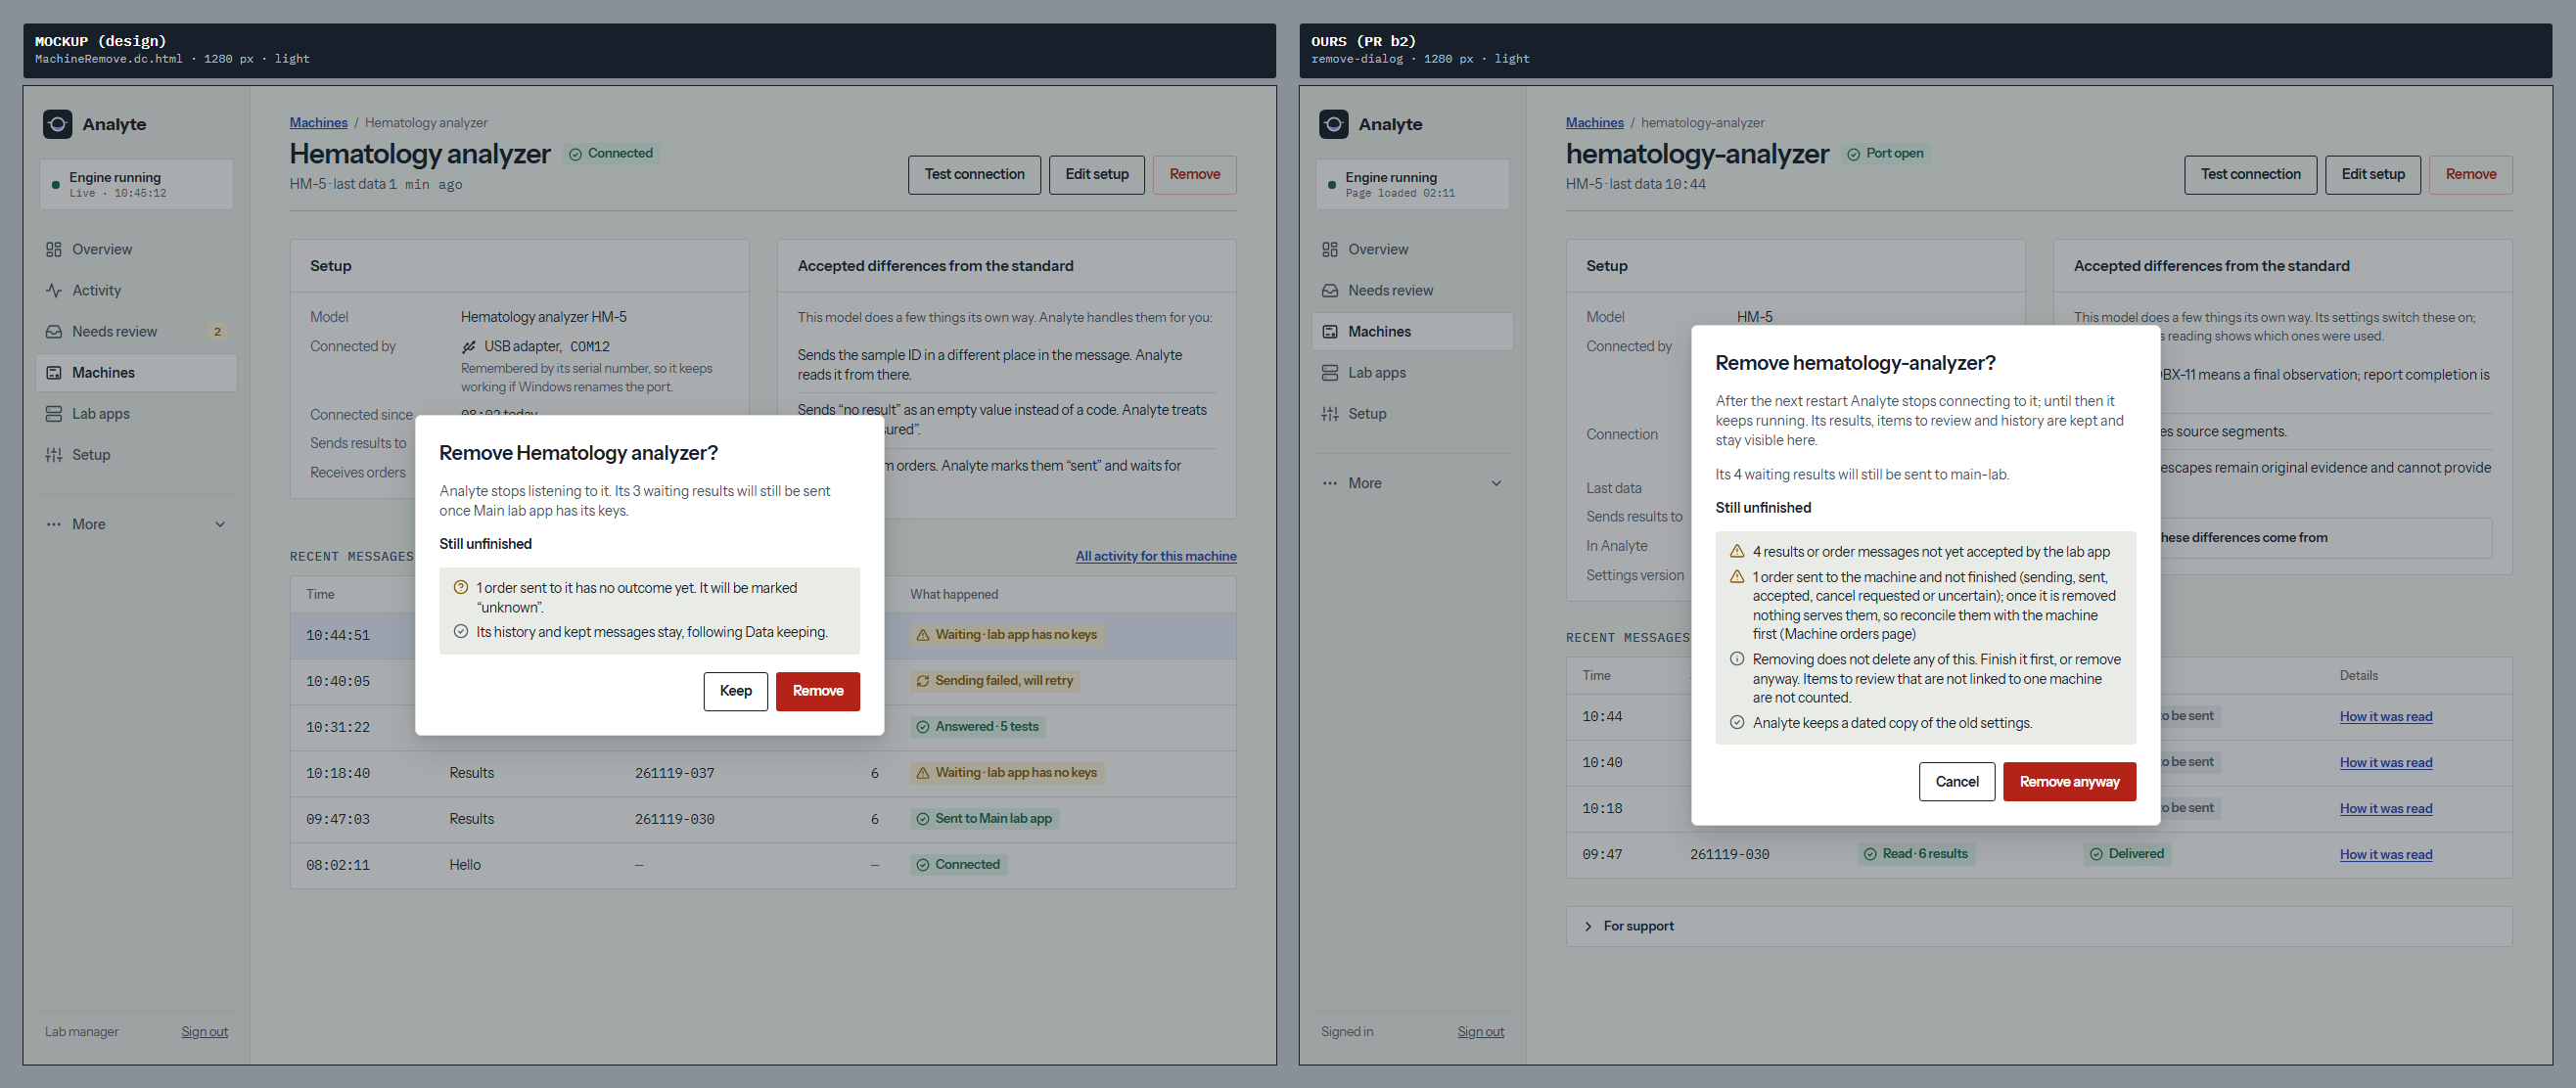 MOCKUP (design)
MachineRemove.dc.html · 1280 px · light
Analyte
Engine running
Live · 10:45:12
Overview
Activity
Needs review 2
Machines
Lab apps
Setup
More
Lab manager Sign out
Machines / Hematology analyzer
Hematology analyzer Connected
HM-5 · last data 1 min ago
Test connection Edit setup Remove
Setup
Model Hematology analyzer HM-5
Connected by USB adapter, COM12
Remembered by its serial number, so it keeps
working if Windows renames the port.
Connected since 08:02 today
Sends results to
Receives orders
Accepted differences from the standard
This model does a few things its own way. Analyte handles them for you:
Sends the sample ID in a different place in the message. Analyte
reads it from there.
Sends “no result” as an empty value instead of a code. Analyte treats
orders. Analyte marks them “sent” and waits for
Remove Hematology analyzer?
Analyte stops listening to it. Its 3 waiting results will still be sent
once Main lab app has its keys.
Still unfinished
1 order sent to it has no outcome yet. It will be marked
“unknown”.
Its history and kept messages stay, following Data keeping.
Keep Remove
RECENT MESSAGES All activity for this machine
Time What happened
10:44:51 Waiting · lab app has no keys
10:40:05 Sending failed, will retry
10:31:22 Answered · 5 tests
10:18:40 Results 261119-037 6 Waiting · lab app has no keys
09:47:03 Results 261119-030 6 Sent to Main lab app
08:02:11 Hello — — Connected
OURS (PR b2)
remove-dialog · 1280 px · light
Analyte
Engine running
Page loaded 02:11
Overview
Needs review
Machines
Lab apps
Setup
More
Signed in Sign out
Machines / hematology-analyzer
hematology-analyzer Port open
HM-5 · last data 10:44
Test connection Edit setup Remove
Setup
Model HM-5
Connected by
Connection
Last data
Sends results to
In Analyte
Settings version
Accepted differences from the standard
This model does a few things its own way. Its settings switch these on;
reading shows which ones were used.
OBX-11 means a final observation; report completion is
source segments.
escapes remain original evidence and cannot provide
these differences come from
Remove hematology-analyzer?
After the next restart Analyte stops connecting to it; until then it
keeps running. Its results, items to review and history are kept and
stay visible here.
Its 4 waiting results will still be sent to main-lab.
Still unfinished
4 results or order messages not yet accepted by the lab app
1 order sent to the machine and not finished (sending, sent,
accepted, cancel requested or uncertain); once it is removed
nothing serves them, so reconcile them with the machine
first (Machine orders page)
Removing does not delete any of this. Finish it first, or remove
anyway. Items to review that are not linked to one machine
are not counted.
Analyte keeps a dated copy of the old settings.
Cancel Remove anyway
RECENT MESSAGES
Time Details
10:44 to be sent How it was read
10:40 to be sent How it was read
10:18 to be sent How it was read
09:47 261119-030 Read · 6 results Delivered How it was read
For support